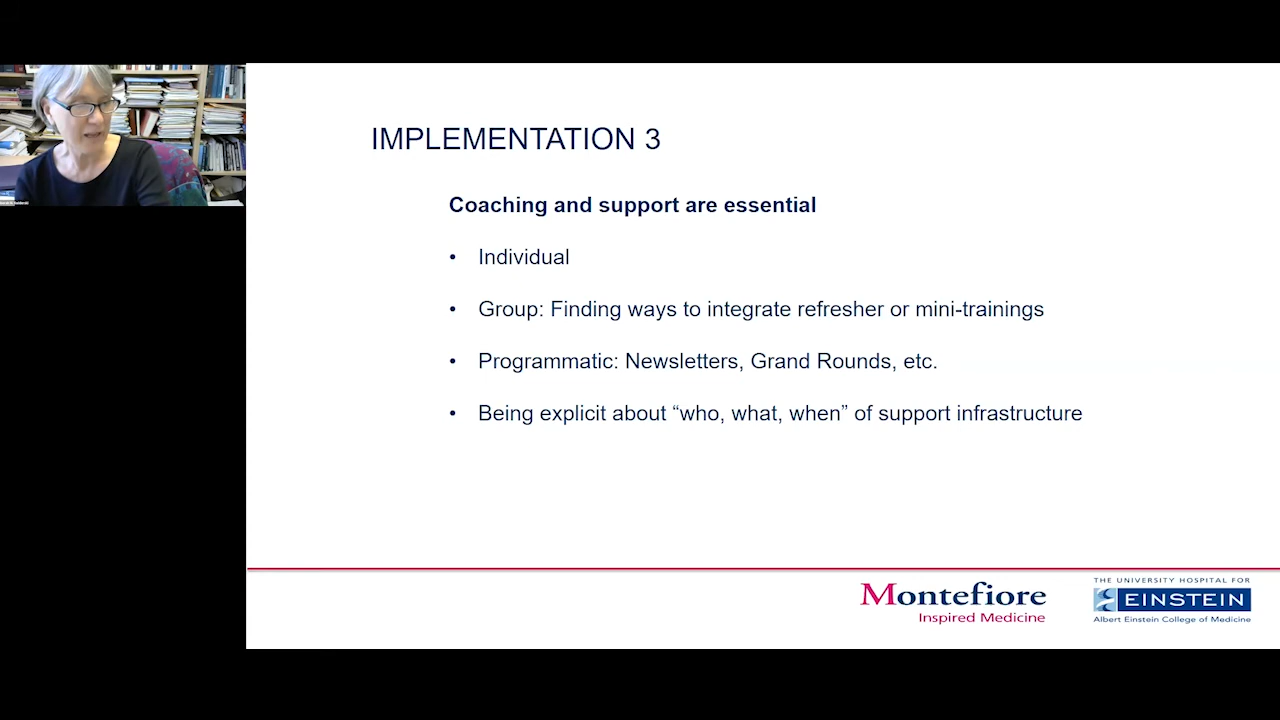 IMPLEMENTATION 3
Coaching and support are essential
• Individual
• Group: Finding ways to integrate refresher or mini-trainings
• Programmatic: Newsletters, Grand Rounds, etc.
• Being explicit about “who, what, when” of support infrastructure
Montefiore
Inspired Medicine
THE UNIVERSITY HOSPITAL FOR
EINSTEIN
Albert Einstein College of Medicine